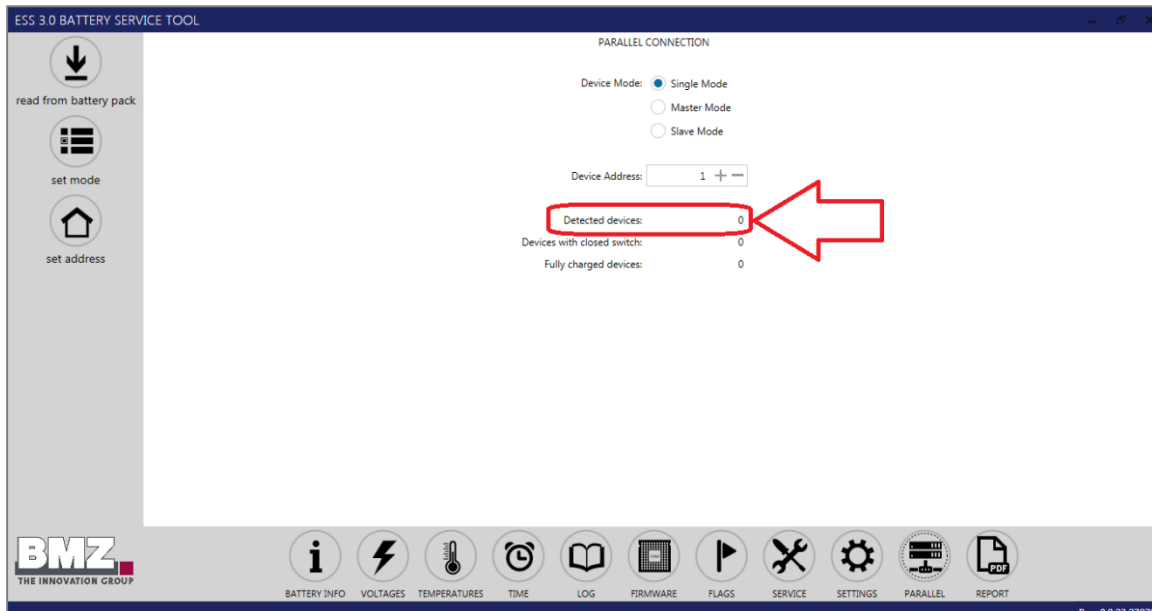 ESS 3.0 BATTERY SERVICE TOOL
PARALLEL CONNECTION
read from battery pack
set mode
set address
Device Mode: Single Mode
Master Mode
Slave Mode
Device Address: 1
Detected devices: 0
Devices with closed switch: 0
Fully charged devices: 0
BMZ
THE INNOVATION GROUP
BATTERY INFO VOLTAGES TEMPERATURES TIME LOG FIRMWARE FLAGS SERVICE SETTINGS PARALLEL REPORT
i
PDF